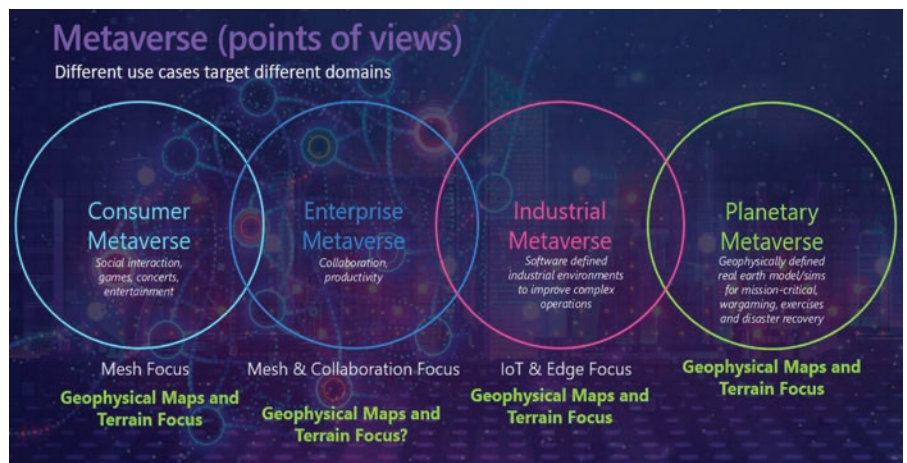 Metaverse (points of views)
Different use cases target different domains
Consumer
Metaverse
Social interaction,
games, concerts,
entertainment
Enterprise
Metaverse
Collaboration,
productivity
Industrial
Metaverse
Software defined
industrial environments
to improve complex
operations
Planetary
Metaverse
Geophysically defined
real earth model/sims
for mission-critical,
wargaming, exercises
and disaster recovery
Mesh Focus
Geophysical Maps and
Terrain Focus
Mesh & Collaboration Focus
Geophysical Maps and
Terrain Focus?
IoT & Edge Focus
Geophysical Maps and
Terrain Focus
Geophysical Maps and
Terrain Focus